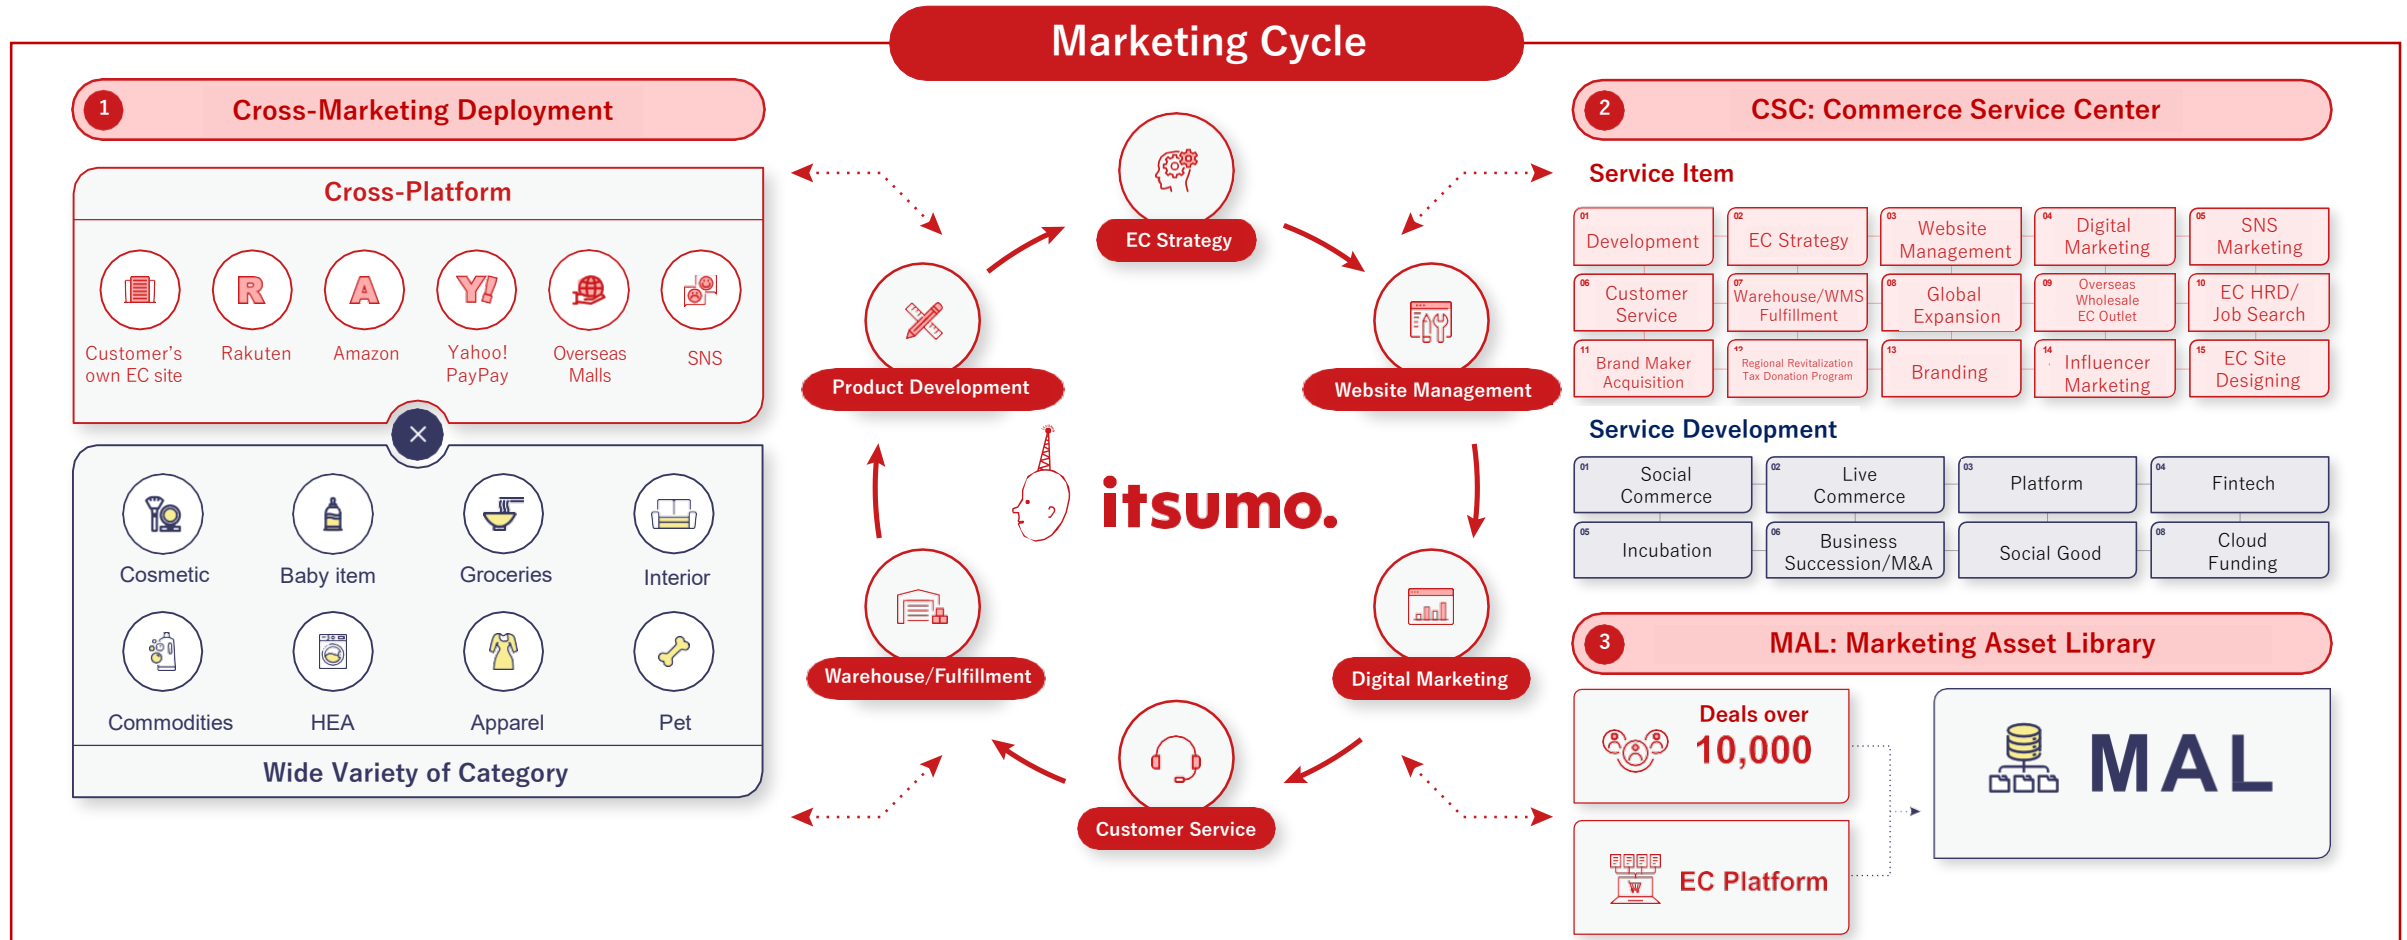 Marketing Cycle
1
Cross-Marketing Deployment
Cross-Platform
R
A
Y!
Customer's
own EC site
Rakuten
Amazon
Yahoo!
PayPay
Overseas
Malls
SNS
Cosmetic
Baby item
Groceries
Interior
Commodities
HEA
Apparel
Pet
Wide Variety of Category
EC Strategy
Product Development
Website Management
itsumo.
Warehouse/Fulfillment
Digital Marketing
Customer Service
2
CSC: Commerce Service Center
Service Item
01
Development
02
EC Strategy
03
Website
Management
04
Digital
Marketing
05
SNS
Marketing
06
Customer
Service
07
Warehouse/WMS
Fulfillment
08
Global
Expansion
09
Overseas
Wholesale
EC Outlet
10
EC HRD/
Job Search
11
Brand Maker
Acquisition
12
Regional Revitalization
Tax Donation Program
13
Branding
14
Influencer
Marketing
15
EC Site
Designing
Service Development
01
Social
Commerce
02
Live
Commerce
03
Platform
04
Fintech
05
Incubation
06
Business
Succession/M&A
Social Good
08
Cloud
Funding
3
MAL: Marketing Asset Library
Deals over
10,000
EC Platform
MAL